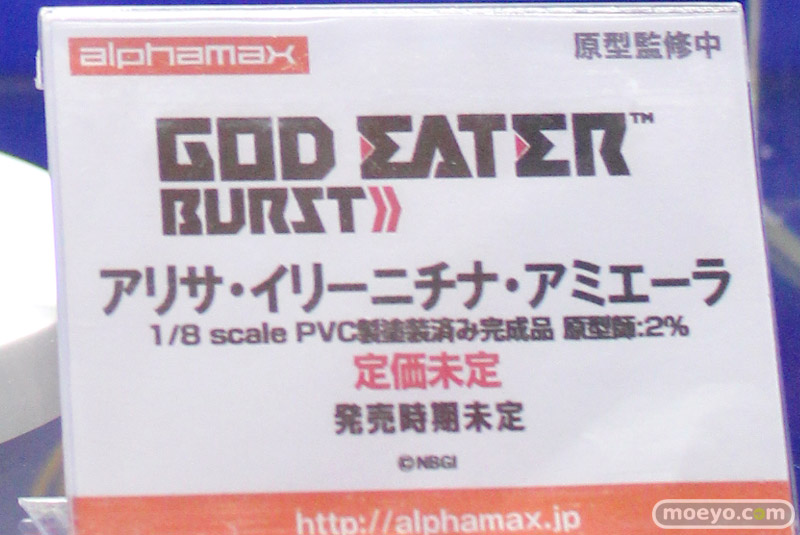 alphamax
原型監修中
GOD EATER™
BURST
アリサ・イリーニチナ・アミエーラ
1/8 scale PVC製塗装済み完成品 原型師:2%
定価未定
発売時期未定
©NBGI
http://alphamax.jp
moeyo.com